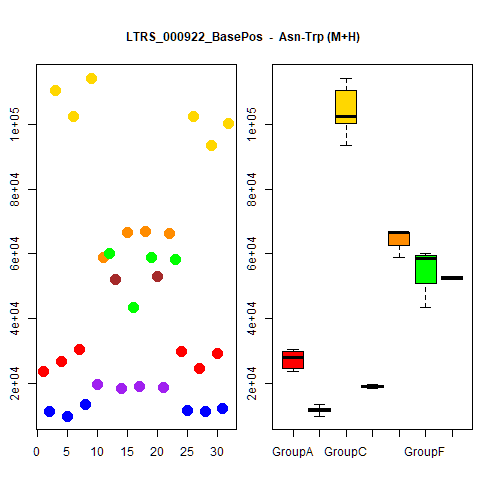 LTRS_000922_BasePos - Asn-Trp (M+H)
1e+05
8e+04
6e+04
4e+04
2e+04
0 5 10 15 20 25 30
1e+05
8e+04
6e+04
4e+04
2e+04
GroupA GroupC GroupF